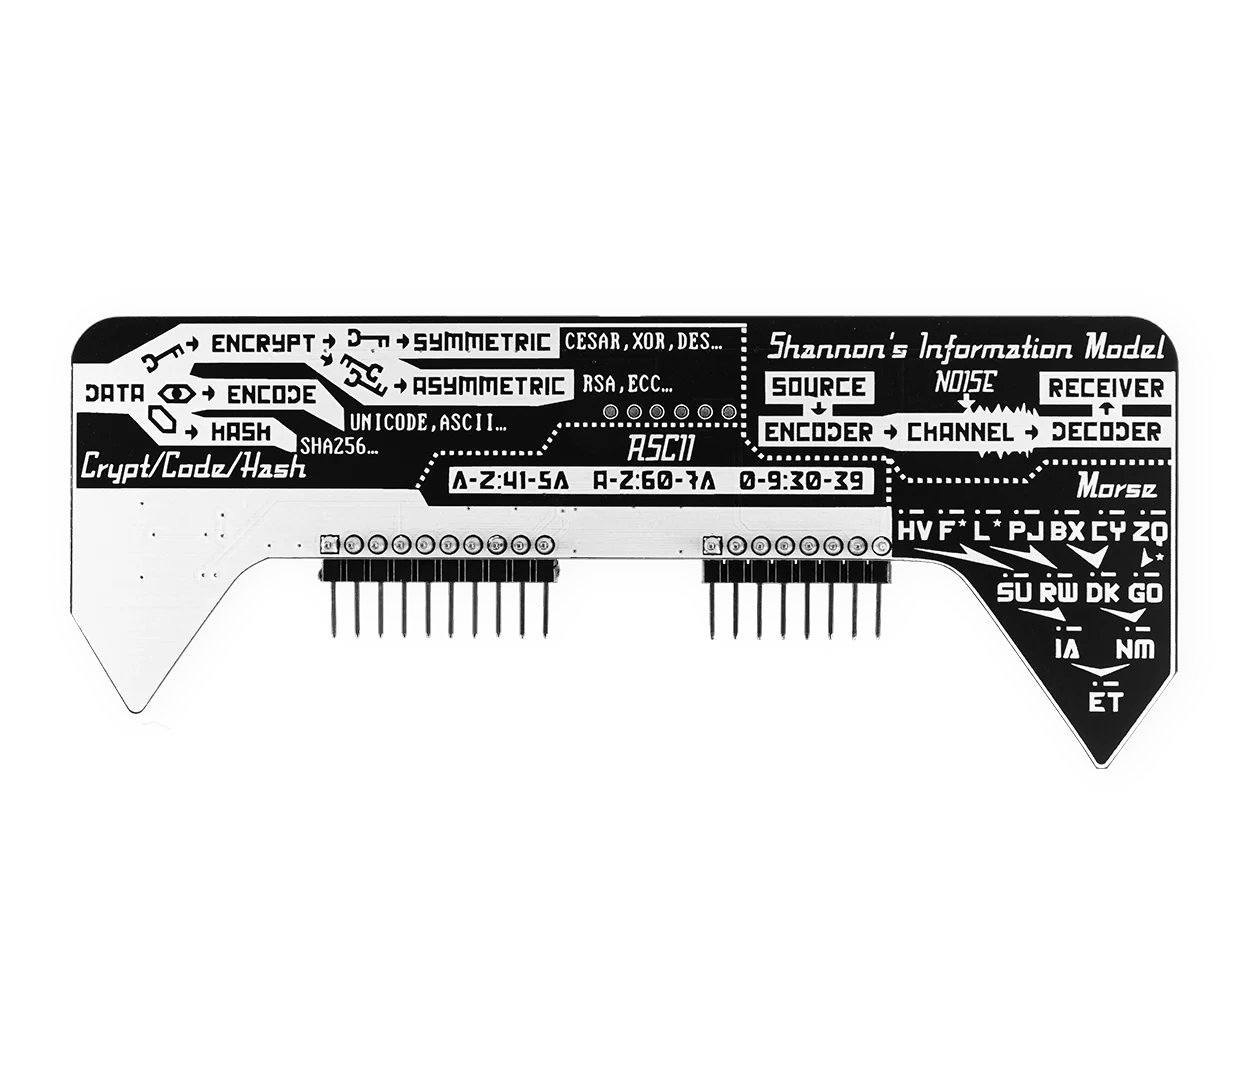 ENCRYPT SYMMETRIC CESAR,XOR,DES...
ASYMMETRIC RSA,ECC...
DATA ENCODE UNICODE,ASCII...
HASH SHA256...
Crypt/Code/Hash
ASCII
A-Z:41-5A A-Z:60-7A 0-9:30-39
Shannon's Information Model
SOURCE NOISE RECEIVER
ENCODER CHANNEL DECODER
Morse
HV F* L* PJ BX CY ZQ
*
SU RW DK GO
IA NM
ET